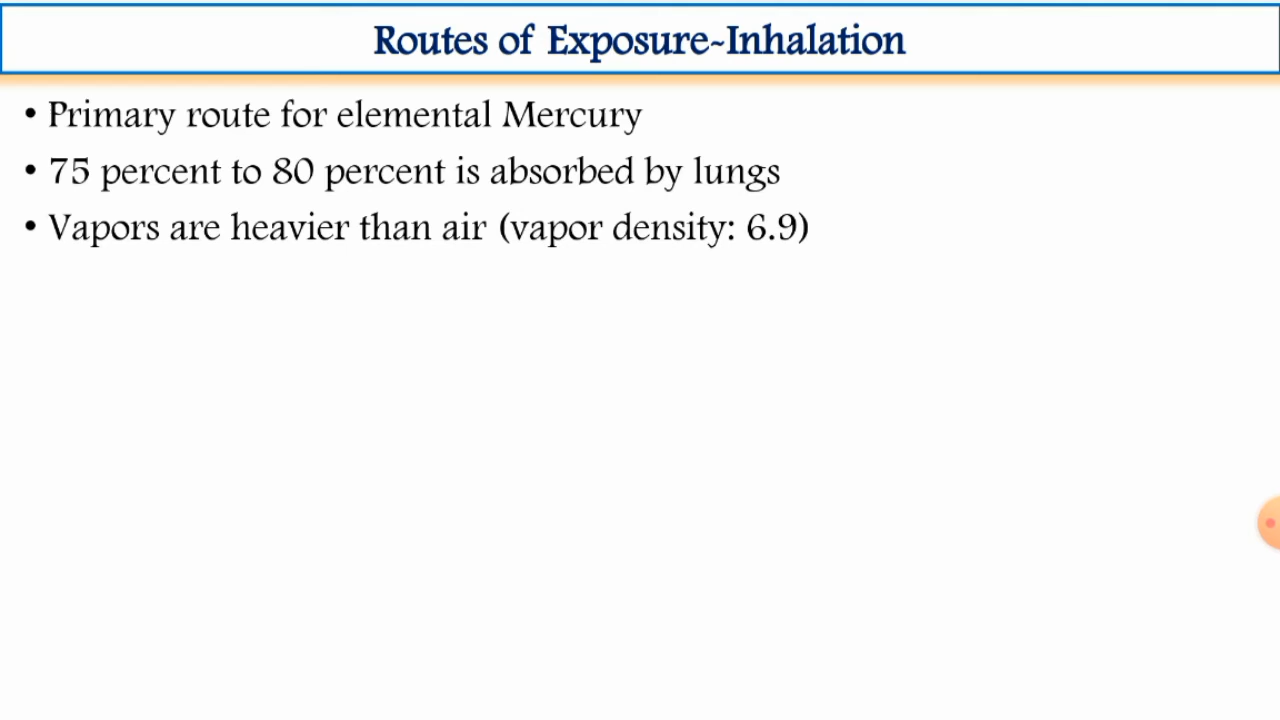 Routes of Exposure-Inhalation
• Primary route for elemental Mercury
• 75 percent to 80 percent is absorbed by lungs
• Vapors are heavier than air (vapor density: 6.9)